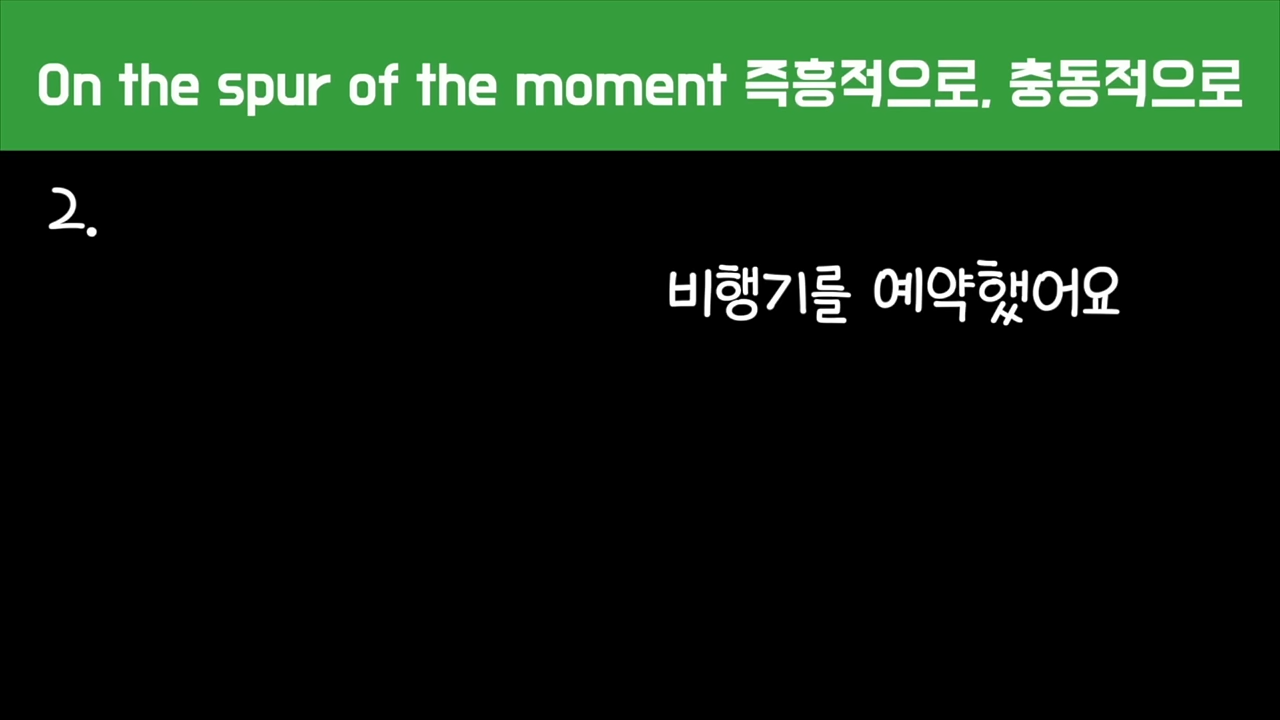 On the spur of the moment 즉흥적으로, 충동적으로
2.
비행기를 예약했어요